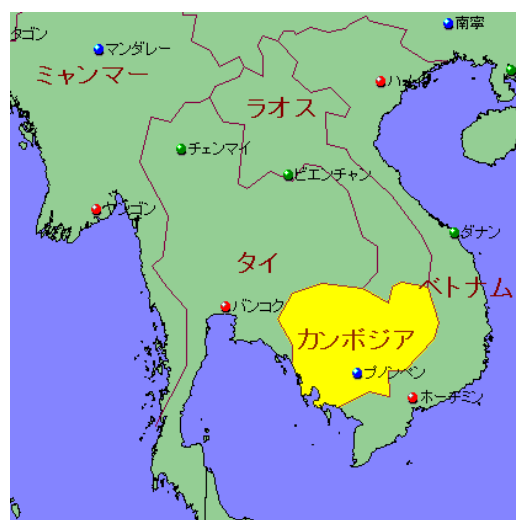 南寧
タゴン
マンダレー
ミャンマー
ハノイ
ラオス
チェンマイ
ビエンチャン
ヤンゴン
ダナン
タイ
ベトナム
バンコク
カンボジア
プノンペン
ホーチミン